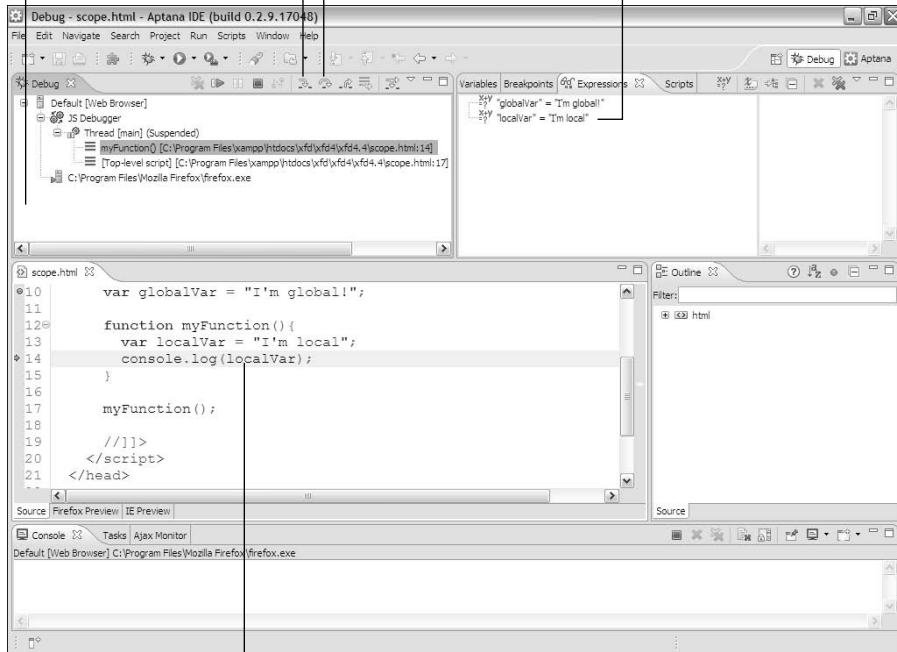 Debug - scope.html - Aptana IDE (build 0.2.9.17048)
File Edit Navigate Search Project Run Scripts Window Help
Debug Aptana
Debug
Variables Breakpoints Expressions Scripts
Default [Web Browser]
JS Debugger
Thread [main] (Suspended)
myFunction() [C:\Program Files\xampp\htdocs\xfd\xfd4\xfd4.4\scope.html:14]
[Top-level script] [C:\Program Files\xampp\htdocs\xfd\xfd4\xfd4.4\scope.html:17]
C:\Program Files\Mozilla Firefox\firefox.exe
"globalVar" = "I'm global!"
"localVar" = "I'm local"
scope.html
10 var globalVar = "I'm global!";
11
12 function myFunction(){
13 var localVar = "I'm local";
14 console.log(localVar);
15 }
16
17 myFunction();
18
19 //]]>
20 </script>
21 </head>
Source Firefox Preview IE Preview
Outline
Filter:
html
Source
Console Tasks Ajax Monitor
Default [Web Browser] C:\Program Files\Mozilla Firefox\firefox.exe